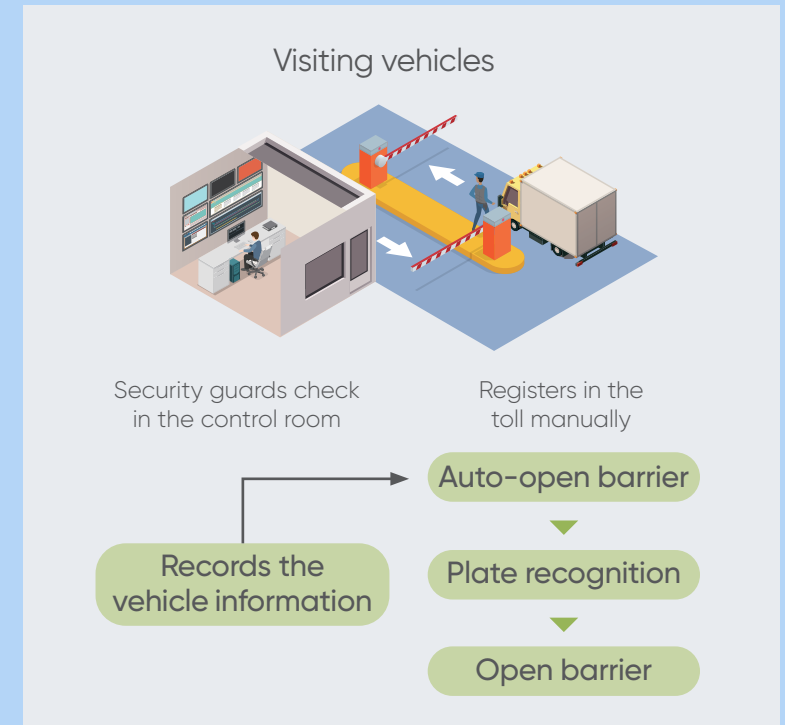 Visiting vehicles
Security guards check
in the control room
Registers in the
toll manually
Auto-open barrier
Records the
vehicle information
Plate recognition
Open barrier